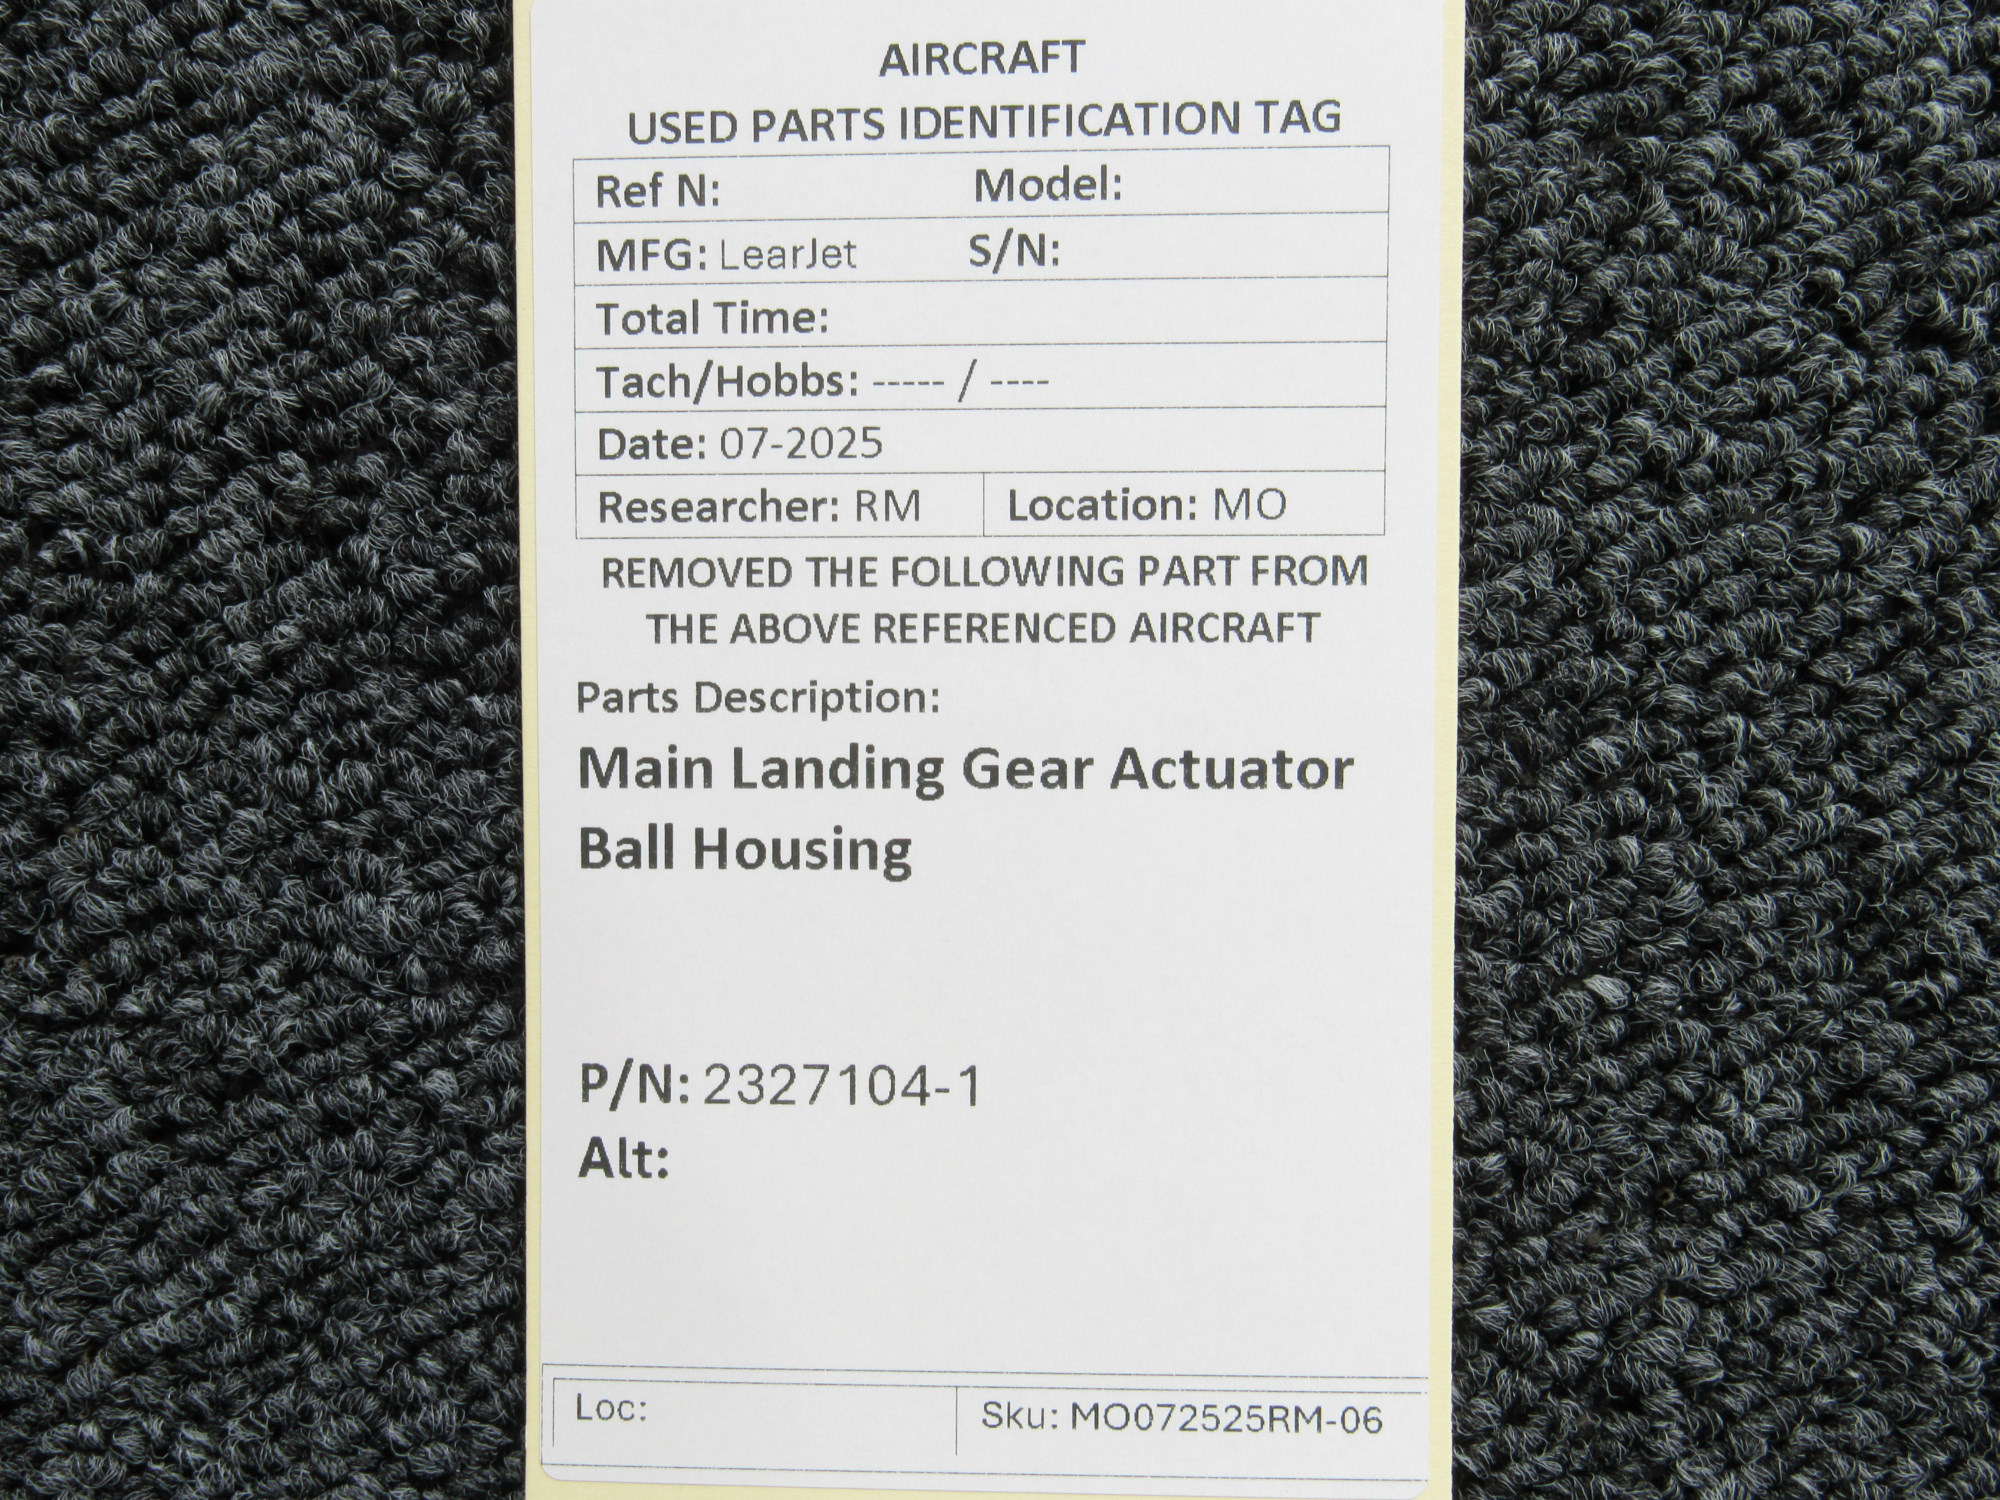 AIRCRAFT
USED PARTS IDENTIFICATION TAG
Ref N: Model:
MFG: LearJet S/N:
Total Time:
Tach/Hobbs: ----- / ----
Date: 07-2025
Researcher: RM Location: MO
REMOVED THE FOLLOWING PART FROM
THE ABOVE REFERENCED AIRCRAFT
Parts Description:
Main Landing Gear Actuator
Ball Housing
P/N: 2327104-1
Alt:
Loc: Sku: MO072525RM-06